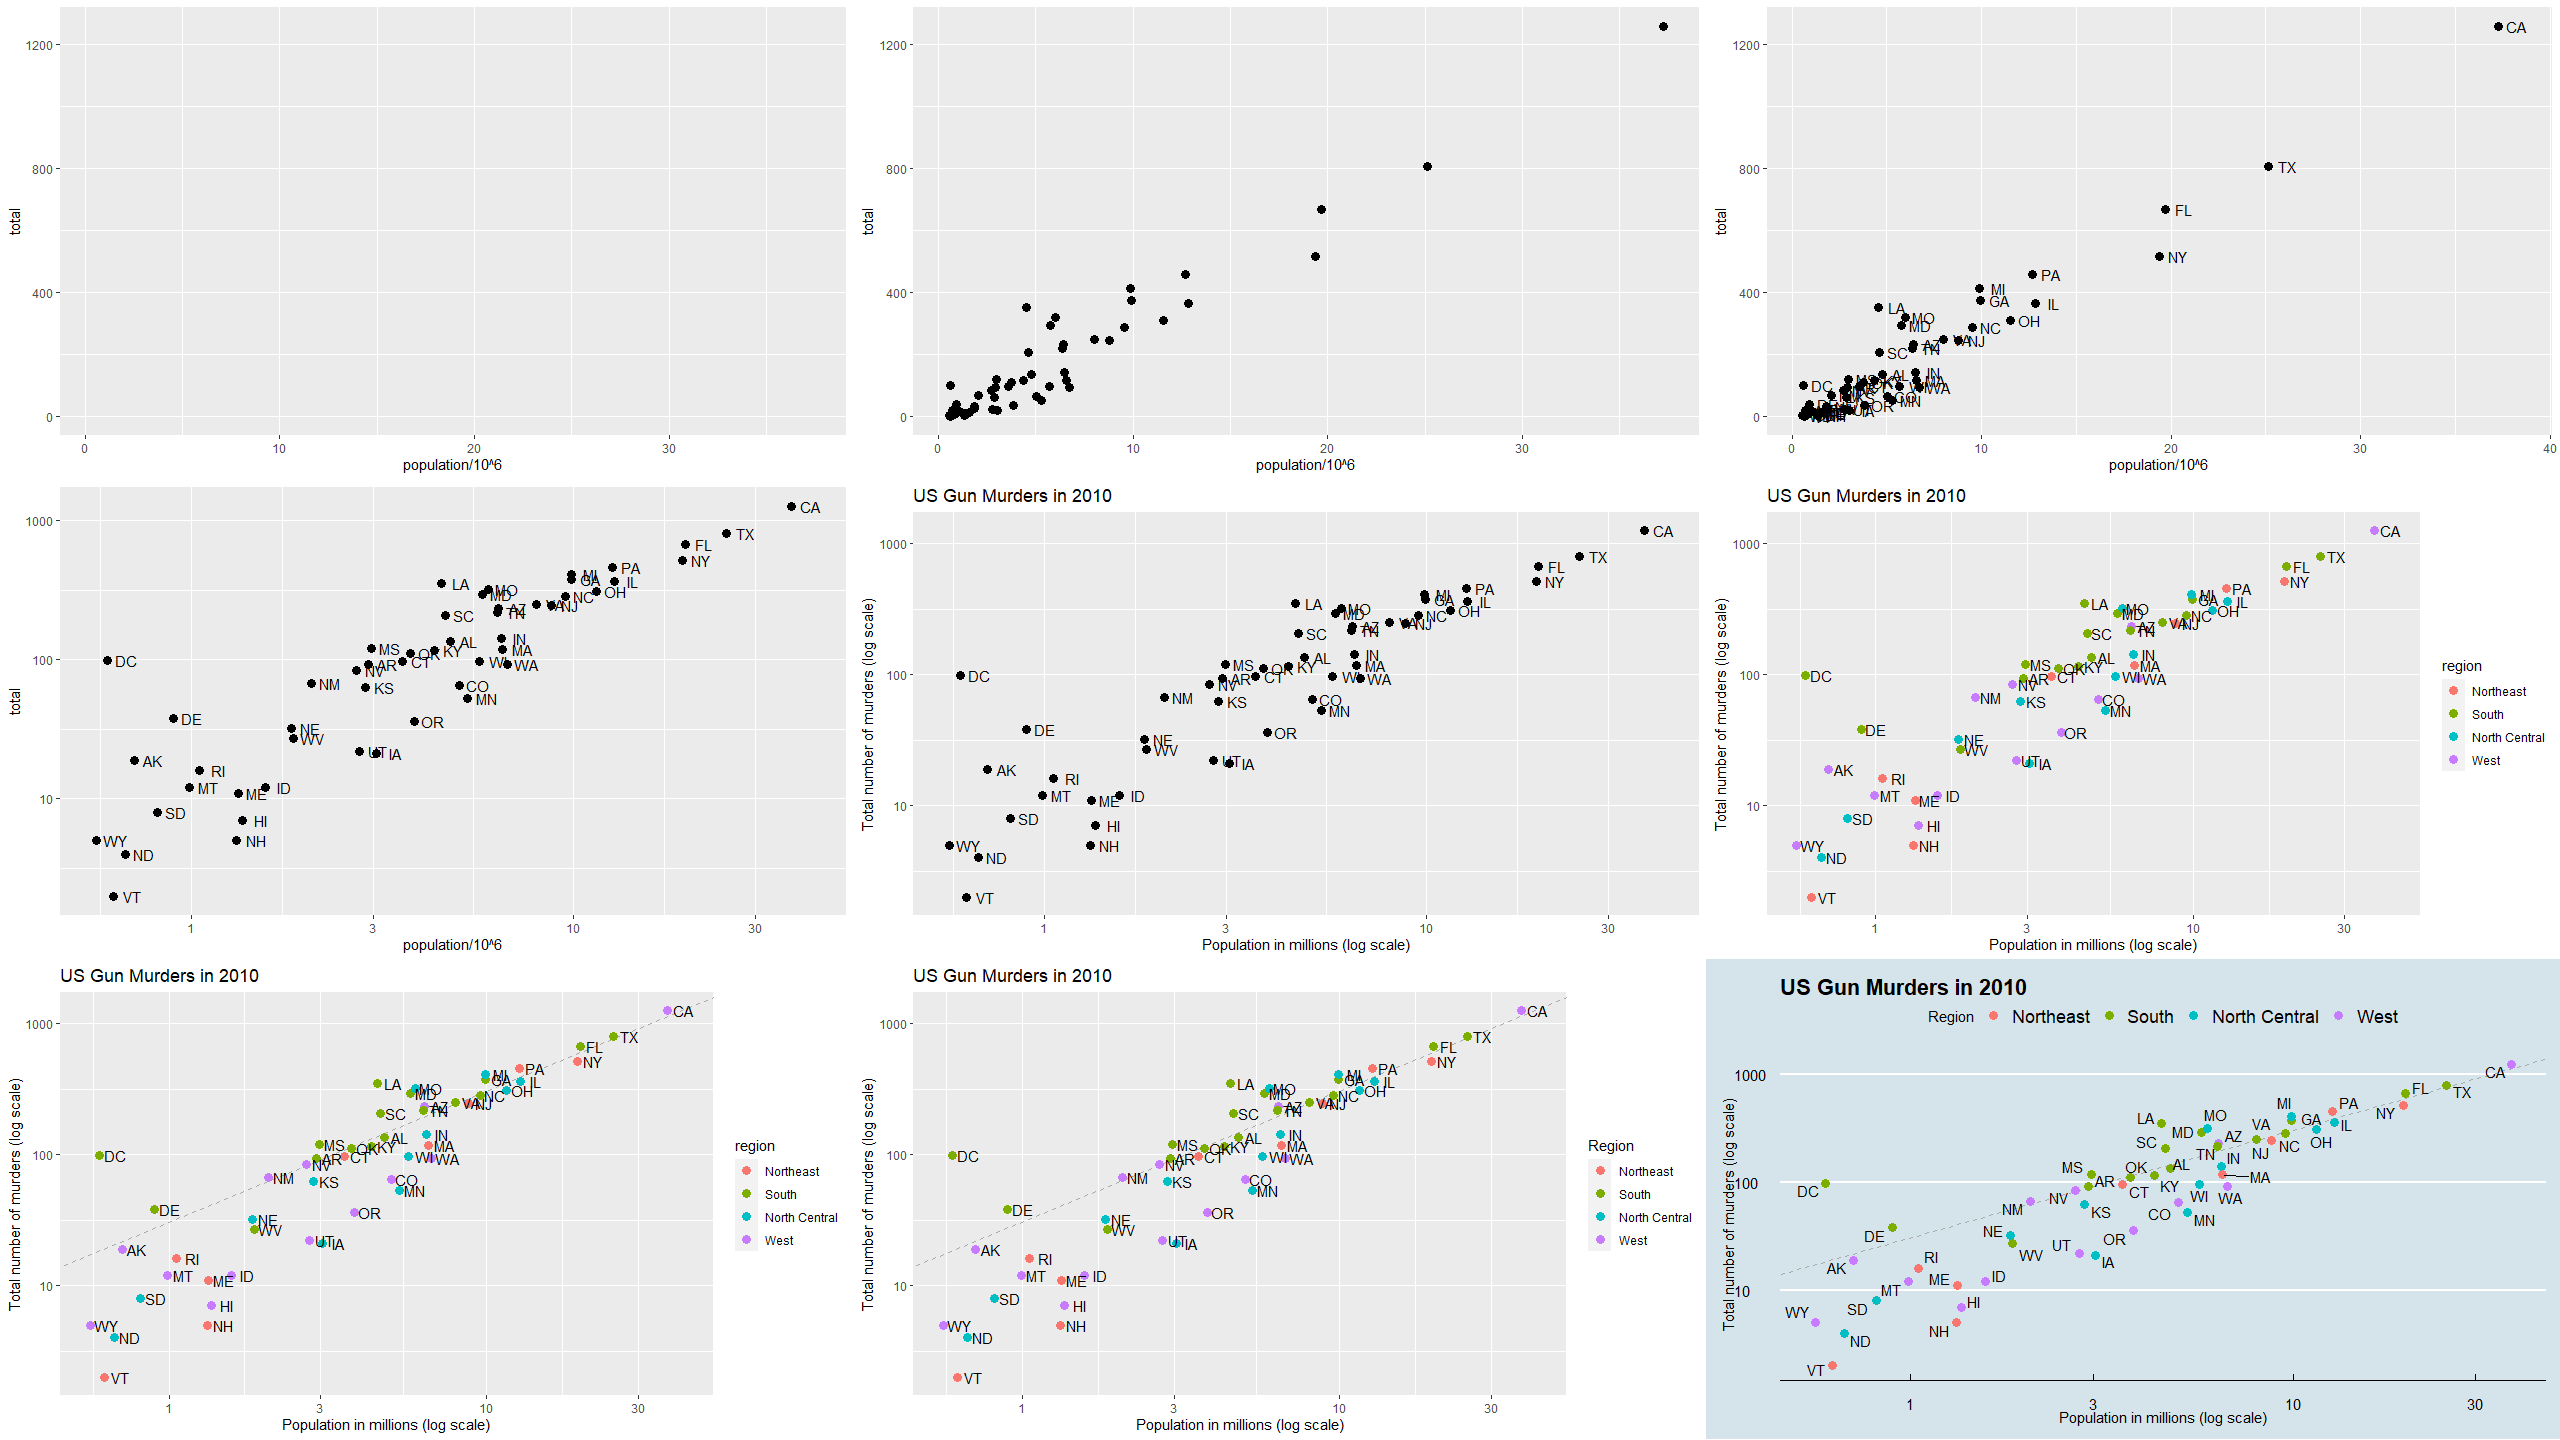 1200
800
400
0
total
0
10
20
30
population/10^6
1200
800
400
0
total
0
10
20
30
population/10^6
1200
800
400
0
total
CA
TX
FL
NY
PA
MI
GA
IL
LA
MO
OH
MD
NC
VA
NJ
AZ
TN
SC
IN
AL
MA
DC
WA
CO
MN
OR
0
10
20
30
40
population/10^6
1000
100
10
total
CA
TX
FL
NY
PA
MI
GA
IL
LA
MO
OH
MD
NC
VA
NJ
AZ
TN
SC
IN
AL
MS
KY
OK
MA
DC
AR
CT
WI
WA
NV
NM
KS
CO
MN
DE
OR
NE
WV
UT
IA
AK
RI
MT
ID
ME
SD
HI
WY
NH
ND
VT
1
3
10
30
population/10^6
US Gun Murders in 2010
1000
100
10
Total number of murders (log scale)
CA
TX
FL
NY
PA
MI
GA
IL
LA
MO
OH
MD
NC
VA
NJ
AZ
TN
SC
IN
AL
MS
KY
OK
MA
DC
AR
CT
WI
WA
NV
NM
KS
CO
MN
DE
OR
NE
WV
UT
IA
AK
RI
MT
ID
ME
SD
HI
WY
NH
ND
VT
1
3
10
30
Population in millions (log scale)
US Gun Murders in 2010
1000
100
10
Total number of murders (log scale)
CA
TX
FL
NY
PA
MI
GA
IL
LA
MO
OH
MD
NC
NJ
AZ
TN
SC
IN
AL
MS
KY
OK
MA
DC
AR
CT
WI
WA
NV
NM
KS
CO
MN
DE
OR
NE
WV
UT
IA
AK
RI
MT
ID
ME
SD
HI
WY
NH
ND
VT
1
3
10
30
Population in millions (log scale)
region
Northeast
South
North Central
West
US Gun Murders in 2010
1000
100
10
Total number of murders (log scale)
CA
TX
FL
NY
PA
MI
GA
IL
LA
MO
OH
MD
NC
VA
NJ
AZ
TN
SC
IN
AL
MS
KY
OK
MA
DC
AR
CT
WI
WA
NV
NM
KS
CO
MN
DE
OR
NE
WV
UT
IA
AK
RI
MT
ID
ME
SD
HI
WY
NH
ND
VT
1
3
10
30
Population in millions (log scale)
region
Northeast
South
North Central
West
US Gun Murders in 2010
1000
100
10
Total number of murders (log scale)
CA
TX
FL
NY
PA
MI
GA
IL
LA
MO
OH
MD
NC
VA
NJ
AZ
TN
SC
IN
AL
MS
KY
OK
MA
DC
AR
CT
WI
WA
NV
NM
KS
CO
MN
DE
OR
NE
WV
UT
IA
AK
RI
MT
ID
ME
SD
HI
WY
NH
ND
VT
1
3
10
30
Population in millions (log scale)
Region
Northeast
South
North Central
West
US Gun Murders in 2010
Region Northeast South North Central West
1000
100
10
Total number of murders (log scale)
CA
FL
TX
NY
PA
MI
GA
IL
LA
MO
VA
MD
AZ
NC
OH
SC
TN
NJ
IN
MS
OK
AL
MA
AR
KY
DC
CT
WI
WA
NV
NM
KS
CO
MN
DE
NE
OR
WV
UT
IA
RI
AK
ID
ME
MT
HI
SD
WY
NH
ND
VT
1
3
10
30
Population in millions (log scale)